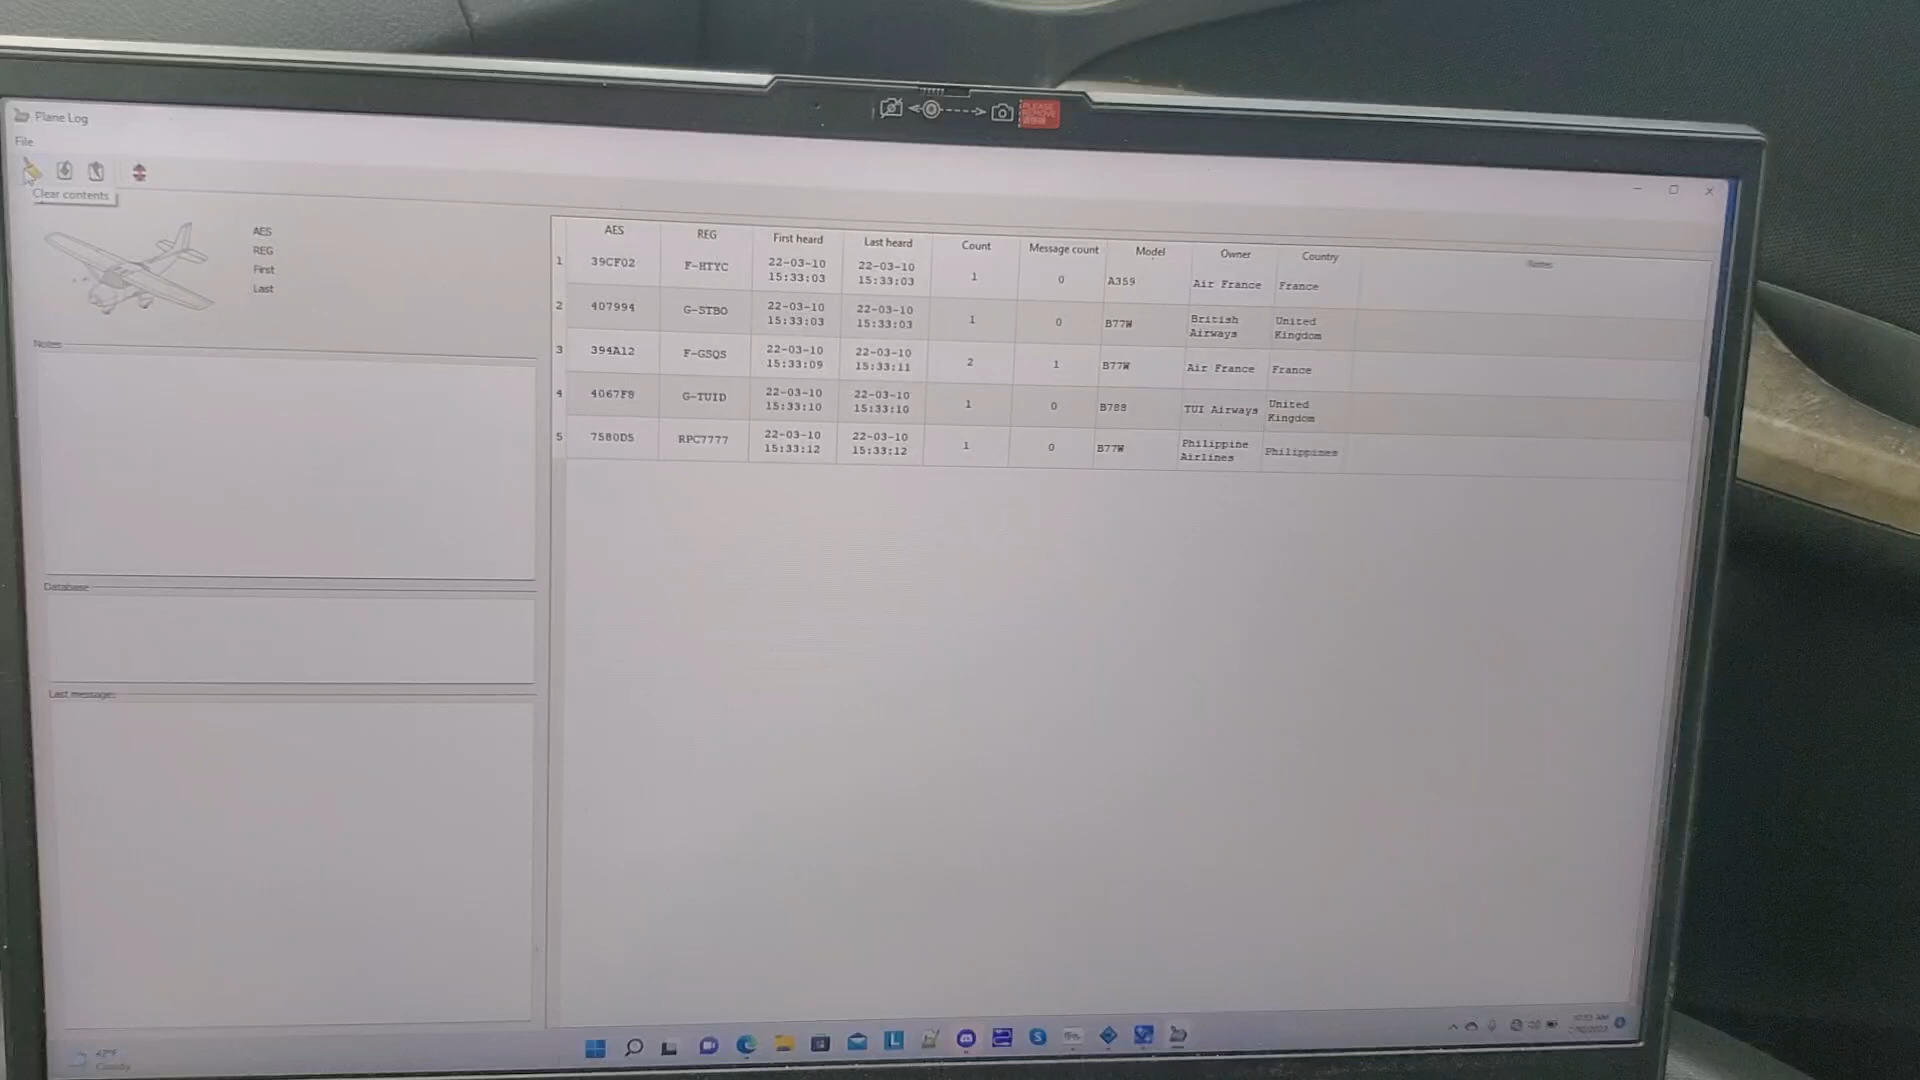 PLEASE
REMOVE
Plane Log
File
Clear contents
AES
REG
First
Last
Notes
Database
Last message
AES REG First heard Last heard Count Message count Model Owner Country Notes
1 39CF02 F-HTYC 22-03-10 15:33:03 22-03-10 15:33:03 1 0 A359 Air France France
2 407994 G-STBO 22-03-10 15:33:03 22-03-10 15:33:03 1 0 B77W British Airways United Kingdom
3 394A12 F-GSQS 22-03-10 15:33:09 22-03-10 15:33:11 2 1 B77W Air France France
4 4067F8 G-TUID 22-03-10 15:33:10 22-03-10 15:33:10 1 0 B788 TUI Airways United Kingdom
5 7580D5 RPC7777 22-03-10 15:33:12 22-03-10 15:33:12 1 0 B77W Philippine Airlines Philippines
42°F
Cloudy